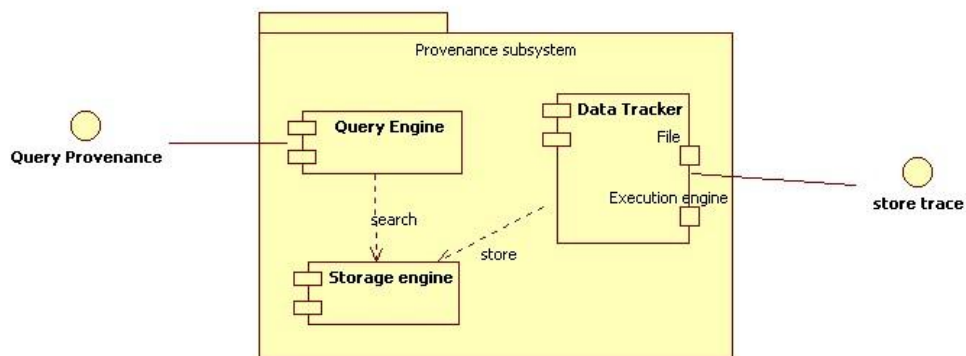 Provenance subsystem
Query Engine
Data Tracker
File
Query Provenance
Execution engine
store trace
search
store
Storage engine